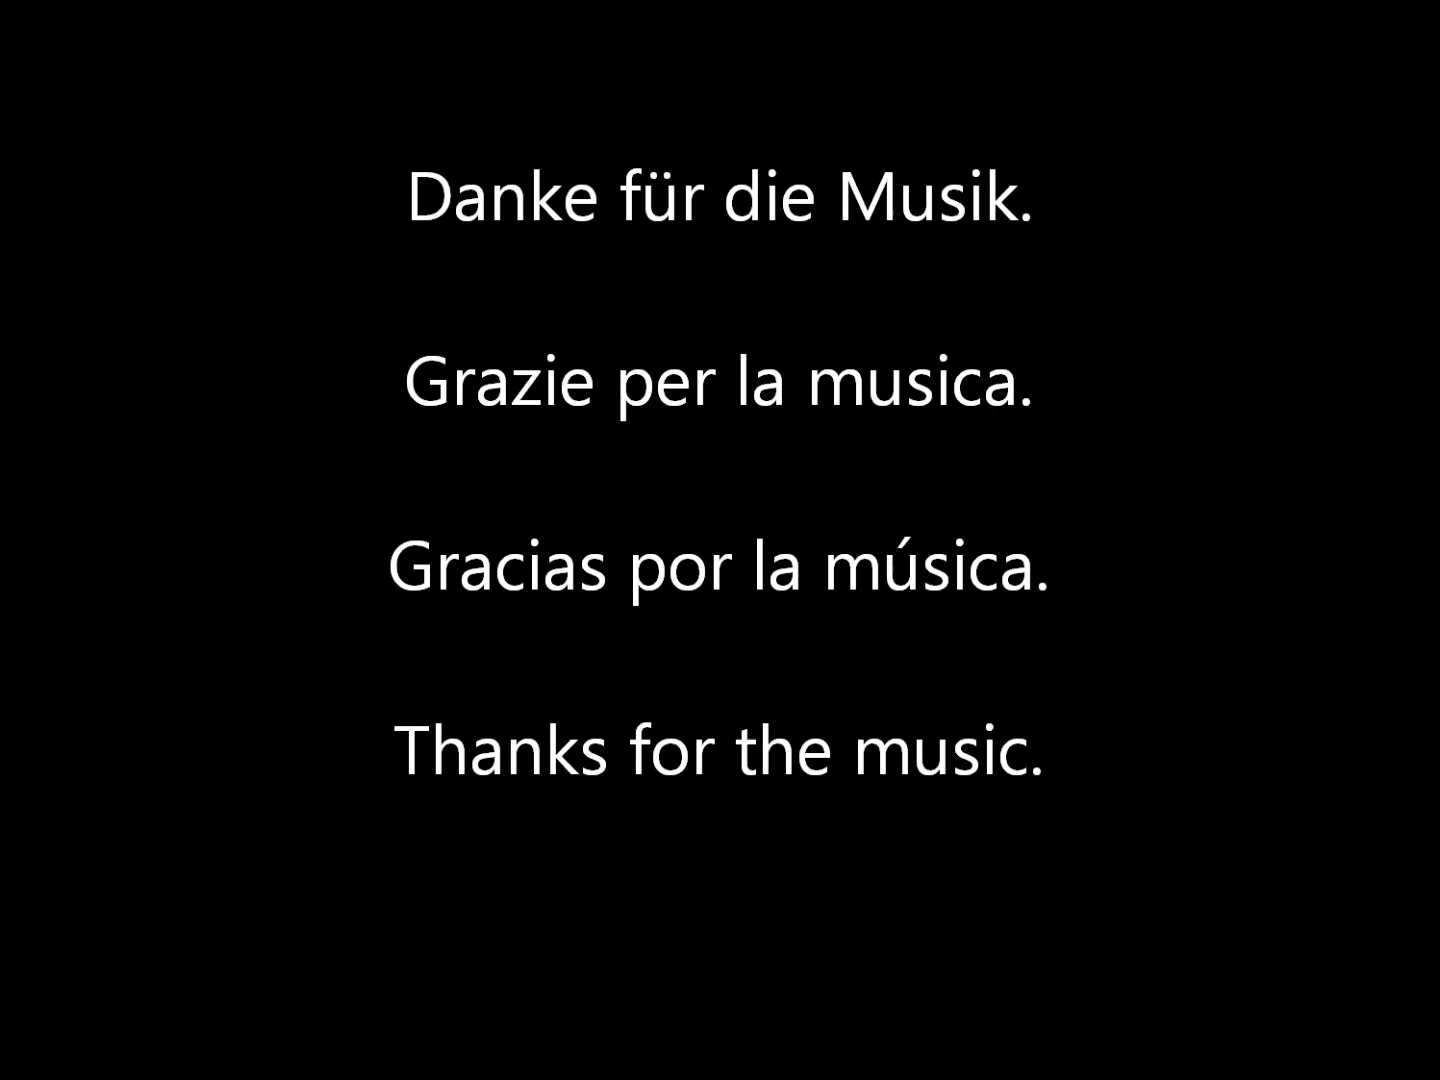 Danke für die Musik.
Grazie per la musica.
Gracias por la música.
Thanks for the music.